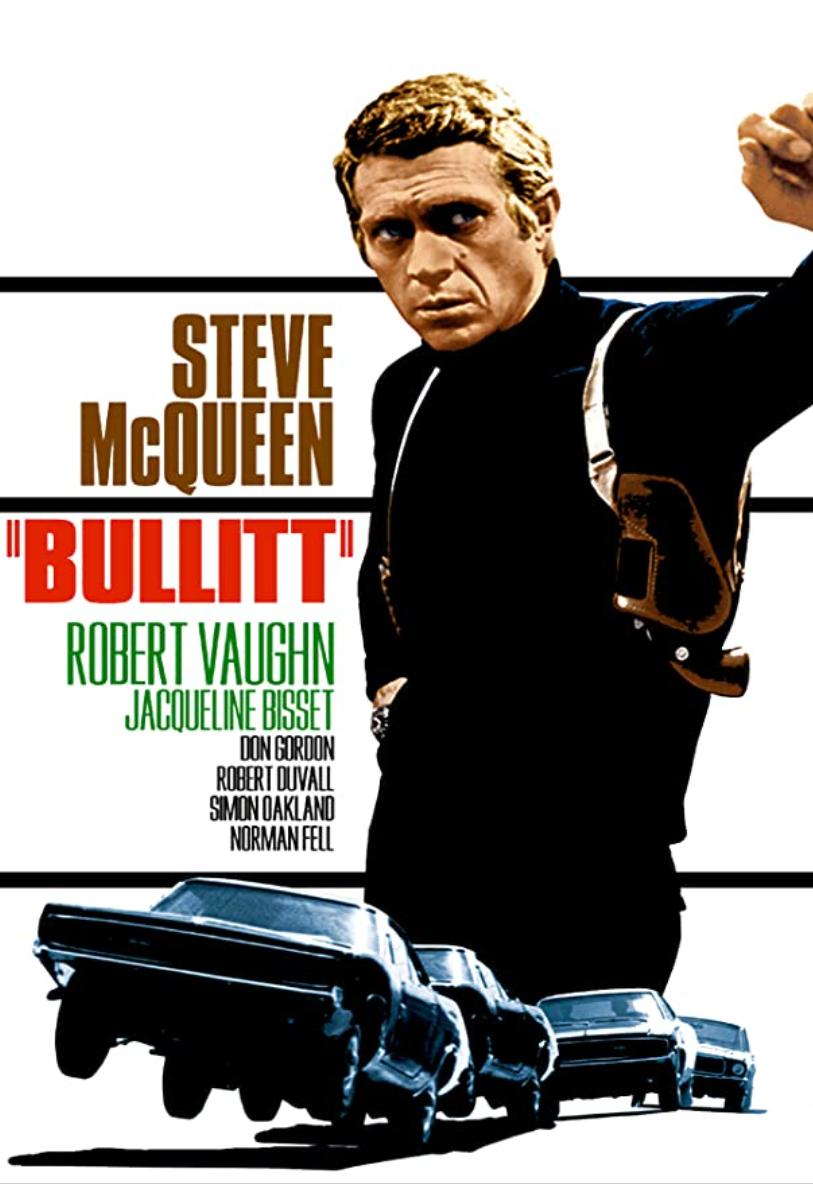 STEVE
McQUEEN
"BULLITT"
ROBERT VAUGHN
JACQUELINE BISSET
DON GORDON
ROBERT DUVALL
SIMON OAKLAND
NORMAN FELL